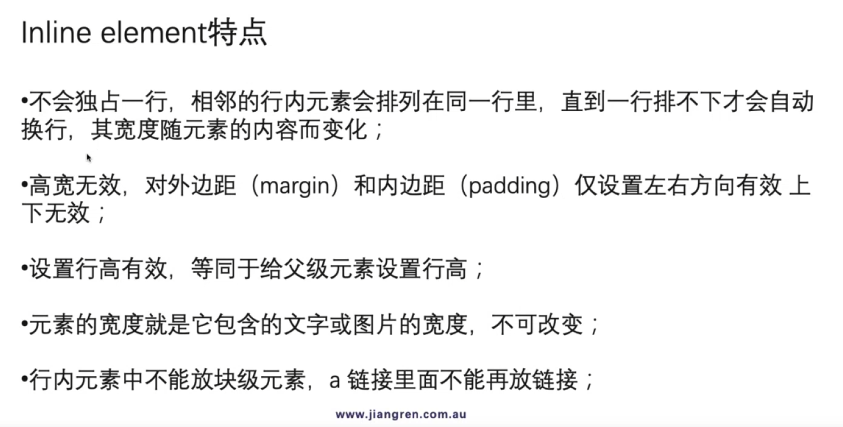 Inline element特点
•不会独占一行，相邻的行内元素会排列在同一行里，直到一行排不下才会自动
换行，其宽度随元素的内容而变化；
•高宽无效，对外边距（margin）和内边距（padding）仅设置左右方向有效 上
下无效；
•设置行高有效，等同于给父级元素设置行高；
•元素的宽度就是它包含的文字或图片的宽度，不可改变；
•行内元素中不能放块级元素，a 链接里面不能再放链接；
www.jiangren.com.au